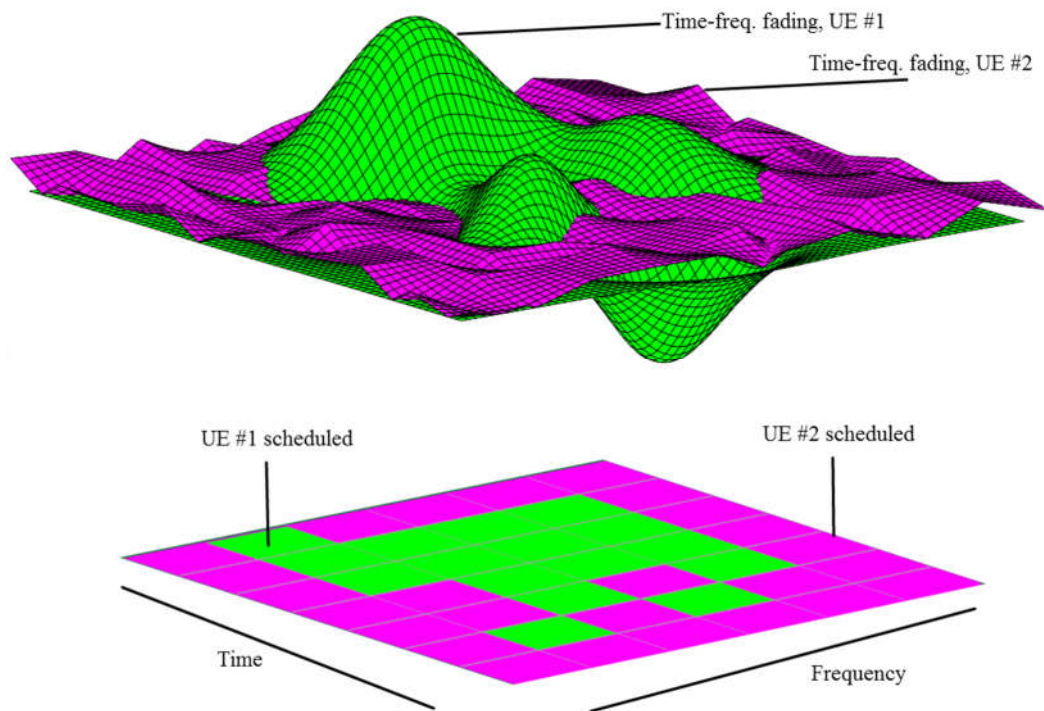 Time-freq. fading, UE #1
Time-freq. fading, UE #2
UE #1 scheduled
UE #2 scheduled
Time
Frequency